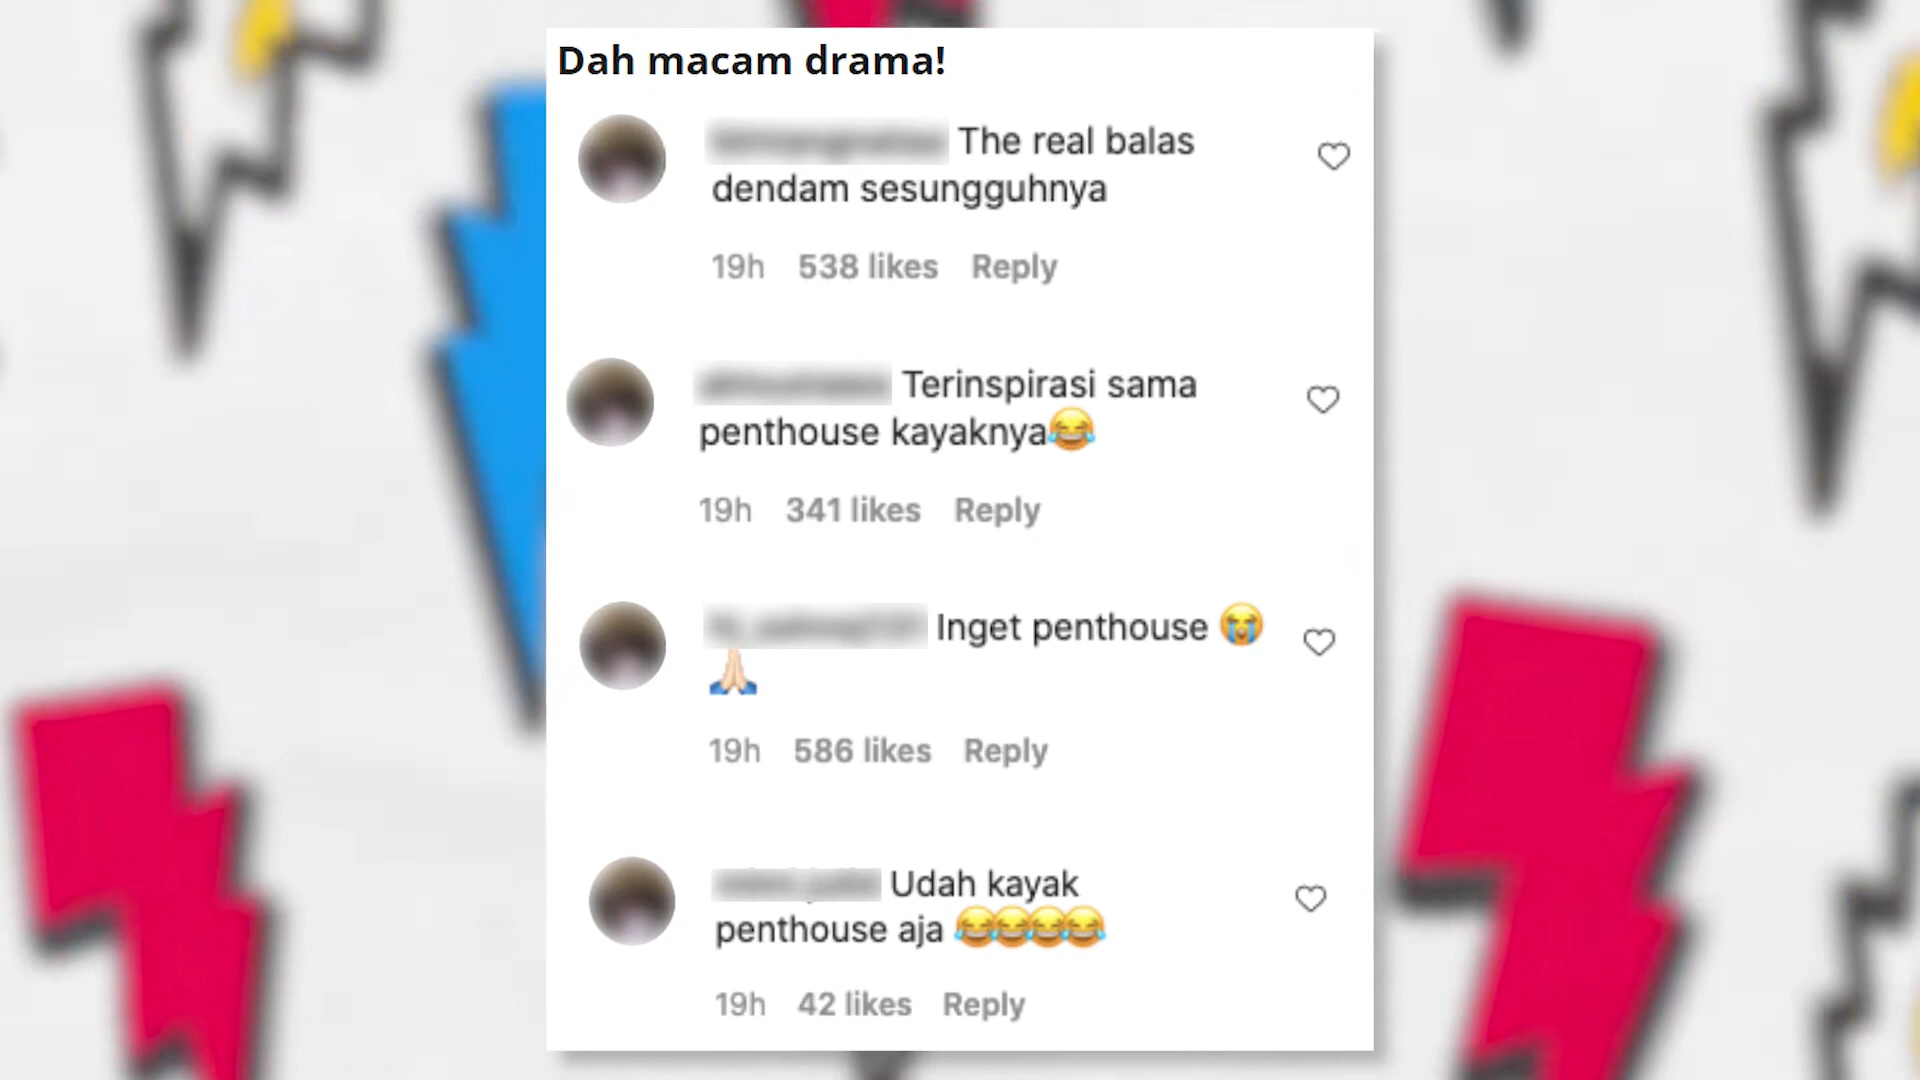 Dah macam drama!
The real balas
dendam sesungguhnya
19h 538 likes Reply
Terinspirasi sama
penthouse kayaknya😂
19h 341 likes Reply
Inget penthouse 😭
🙏🏻
19h 586 likes Reply
Udah kayak
penthouse aja 😂😂😂😂
19h 42 likes Reply